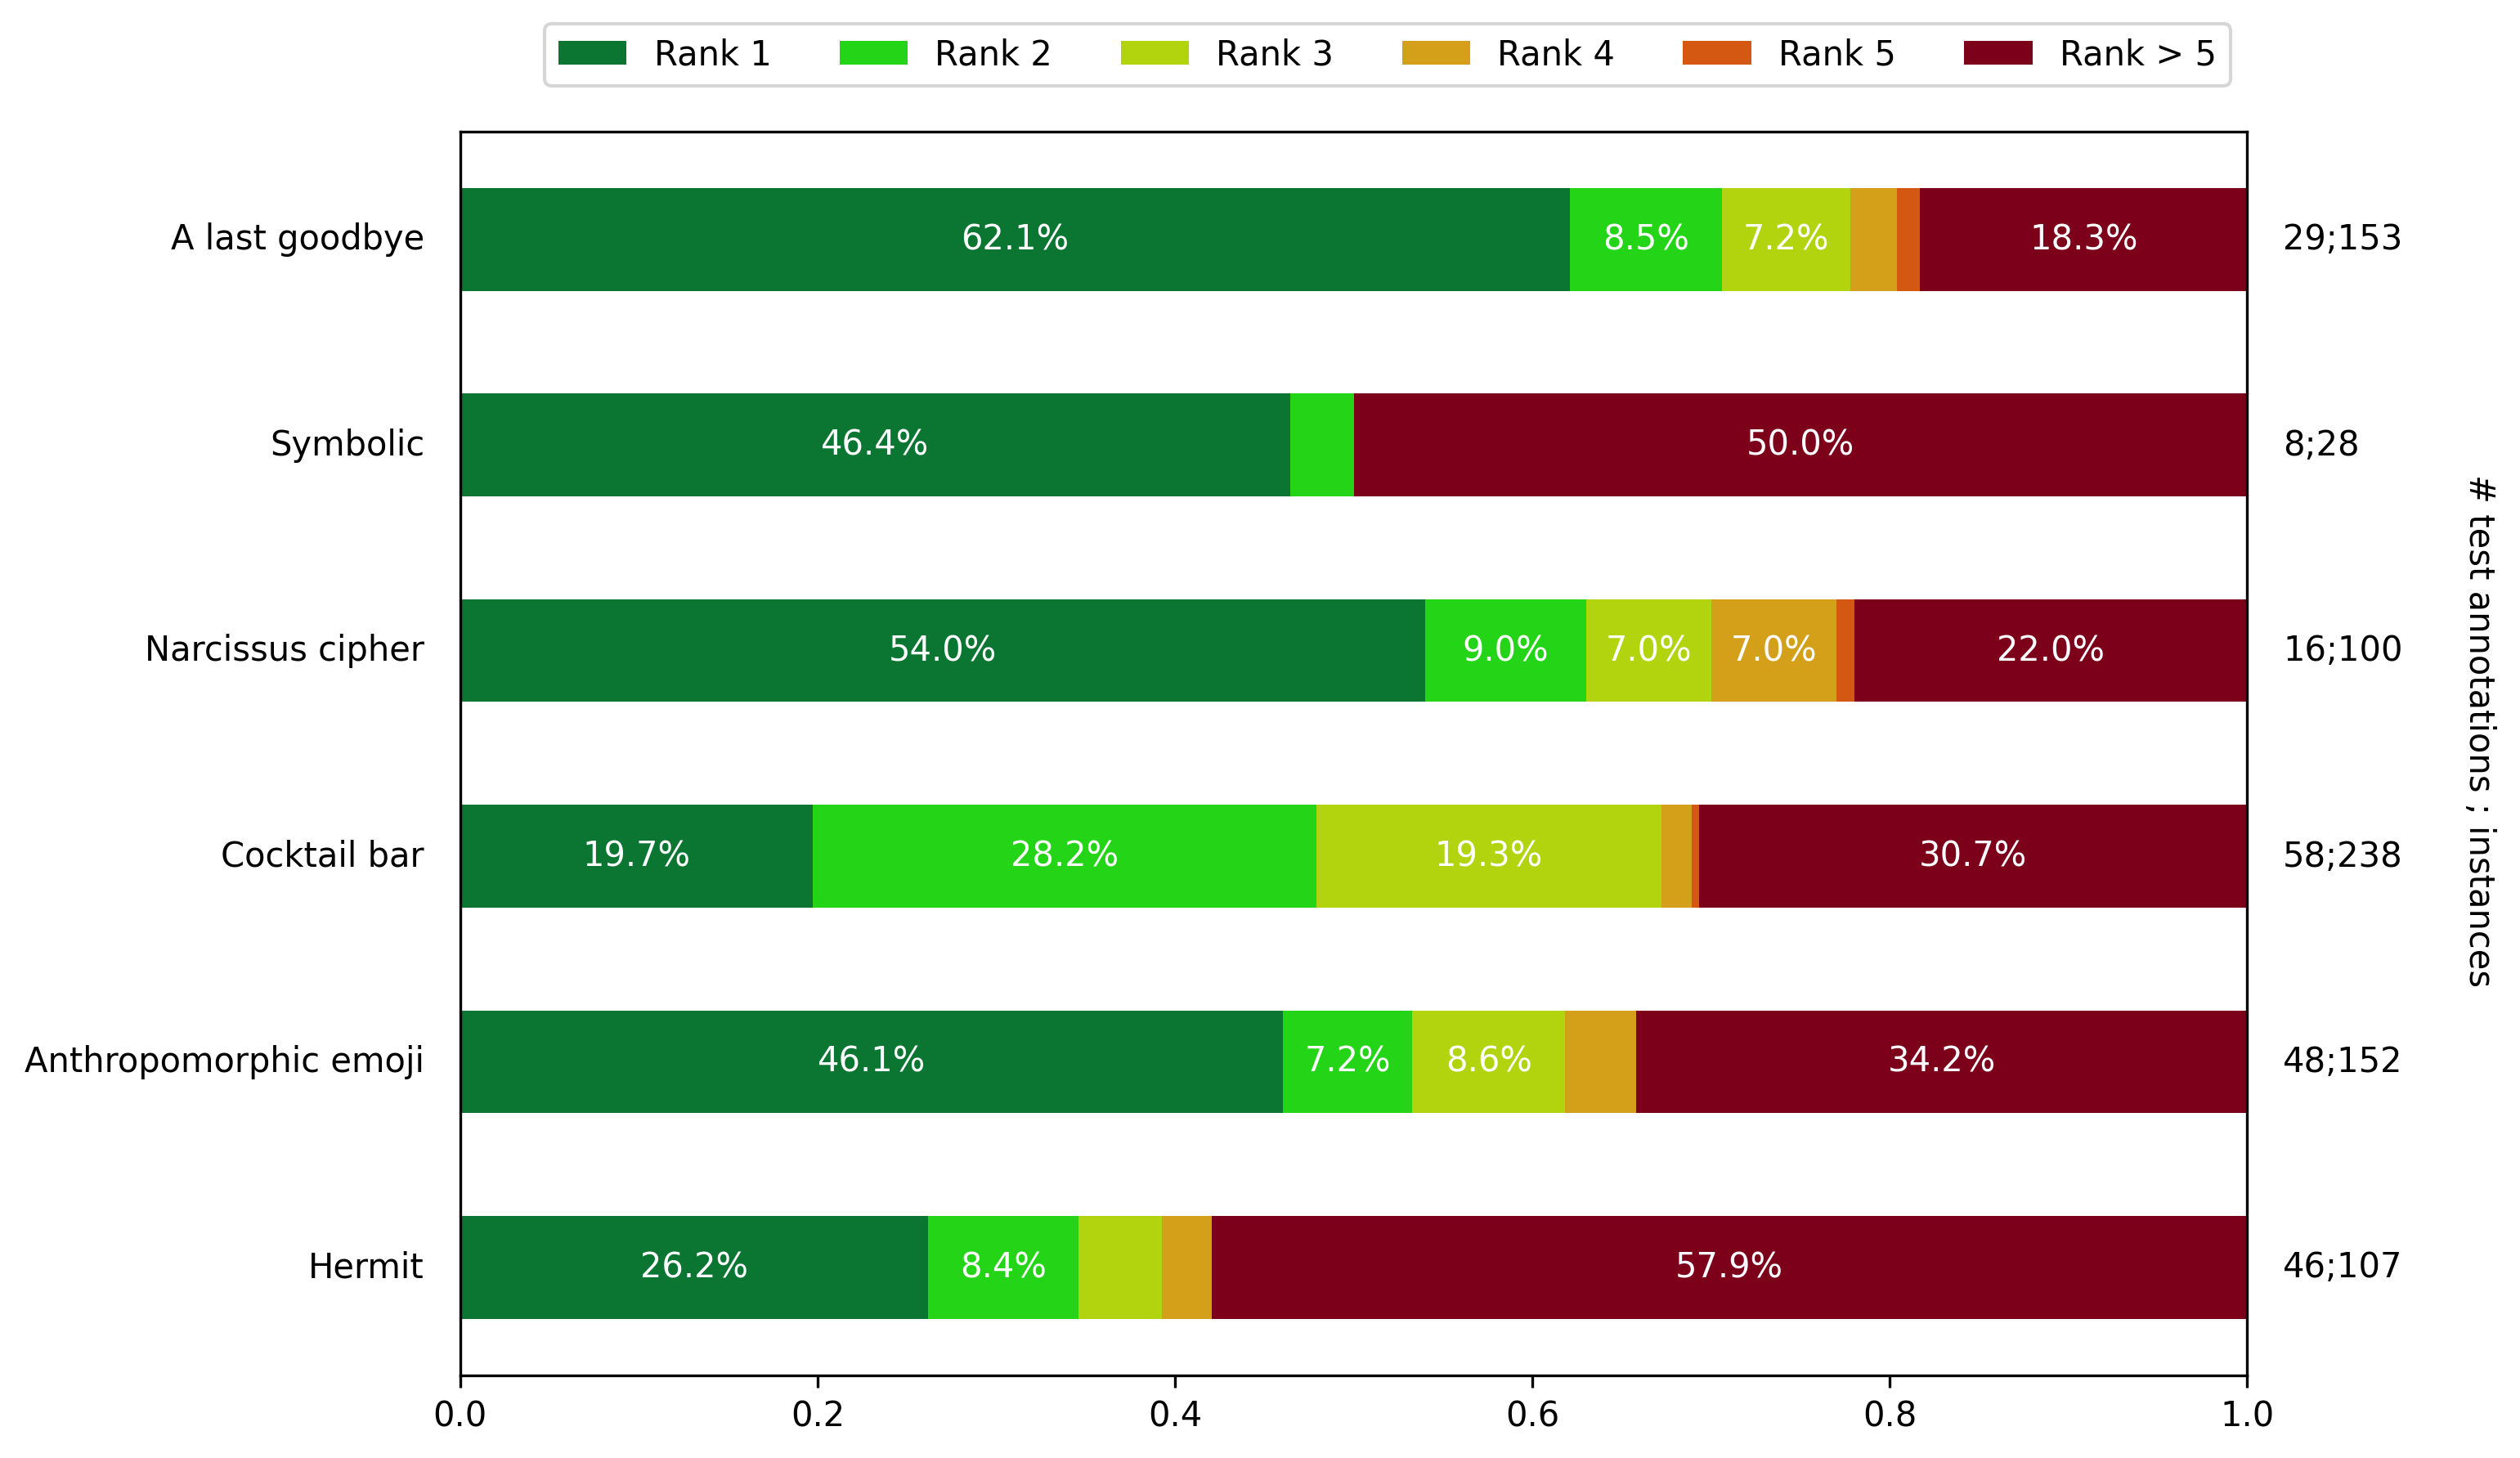 Rank 1 Rank 2 Rank 3 Rank 4 Rank 5 Rank > 5
A last goodbye 62.1% 8.5% 7.2% 18.3% 29;153
Symbolic 46.4% 50.0% 8;28
Narcissus cipher 54.0% 9.0% 7.0% 7.0% 22.0% 16;100
Cocktail bar 19.7% 28.2% 19.3% 30.7% 58;238
Anthropomorphic emoji 46.1% 7.2% 8.6% 34.2% 48;152
Hermit 26.2% 8.4% 57.9% 46;107
0.0 0.2 0.4 0.6 0.8 1.0
# test annotations ; instances